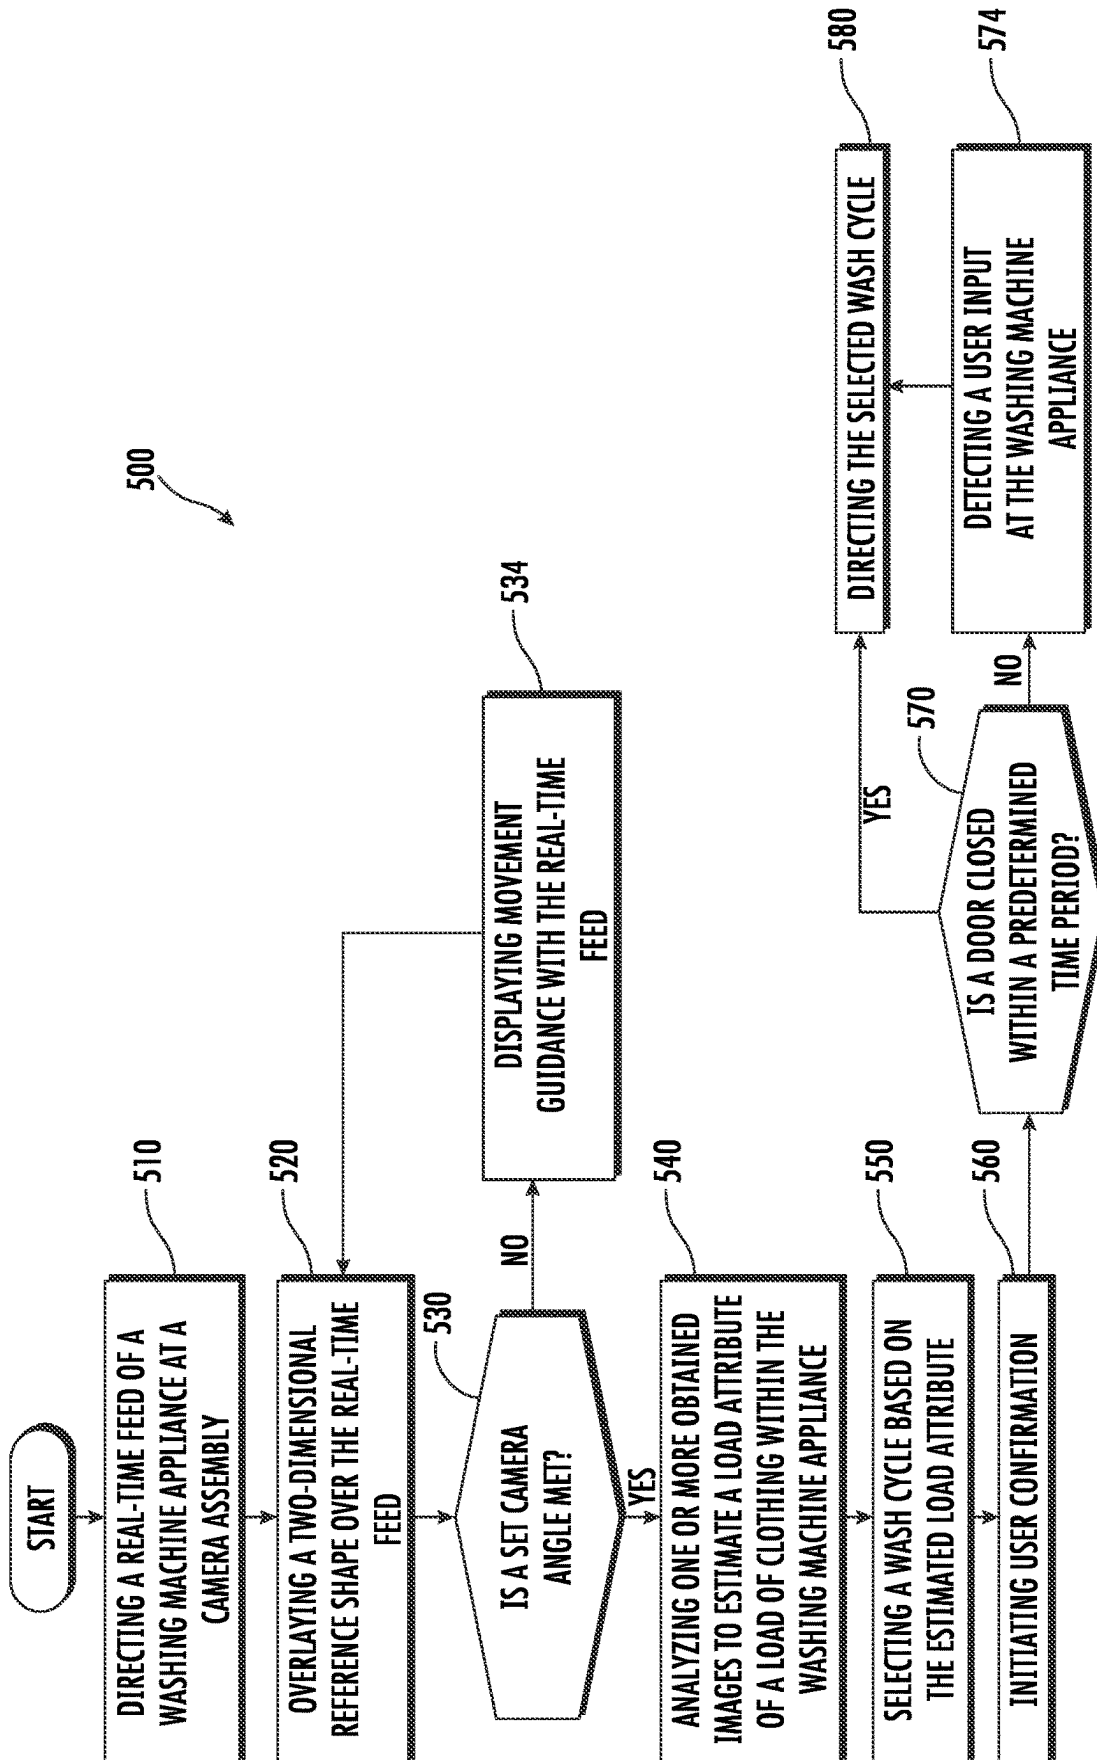 500
START
DIRECTING A REAL-TIME FEED OF A
WASHING MACHINE APPLIANCE AT A
CAMERA ASSEMBLY
510
OVERLAYING A TWO-DIMENSIONAL
REFERENCE SHAPE OVER THE REAL-TIME
FEED
520
IS A SET CAMERA
ANGLE MET?
530
NO
DISPLAYING MOVEMENT
GUIDANCE WITH THE REAL-TIME
FEED
534
YES
ANALYZING ONE OR MORE OBTAINED
IMAGES TO ESTIMATE A LOAD ATTRIBUTE
OF A LOAD OF CLOTHING WITHIN THE
WASHING MACHINE APPLIANCE
540
SELECTING A WASH CYCLE BASED ON
THE ESTIMATED LOAD ATTRIBUTE
550
INITIATING USER CONFIRMATION
560
IS A DOOR CLOSED
WITHIN A PREDETERMINED
TIME PERIOD?
570
YES
DIRECTING THE SELECTED WASH CYCLE
580
NO
DETECTING A USER INPUT
AT THE WASHING MACHINE
APPLIANCE
574